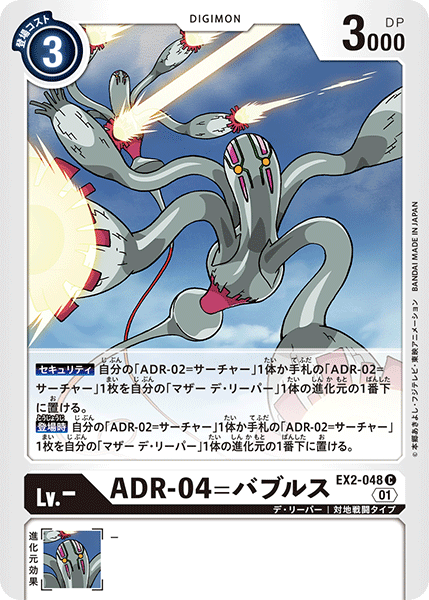 登場コスト
3
DIGIMON
DP
3000
セキュリティ 自分の「ADR-02=サーチャー」1体か手札の「ADR-02=
サーチャー」1枚を自分の「マザー デ・リーパー」1体の進化元の1番下
に置ける。
登場時 自分の「ADR-02=サーチャー」1体か手札の「ADR-02=サーチャー」
1枚を自分の「マザー デ・リーパー」1体の進化元の1番下に置ける。
©本郷あきよし・フジテレビ・東映アニメーション BANDAI MADE IN JAPAN
Lv.-
ADR-04=バブルス
EX2-048 C
01
デ・リーパー | 対地戦闘タイプ
進化元効果
-